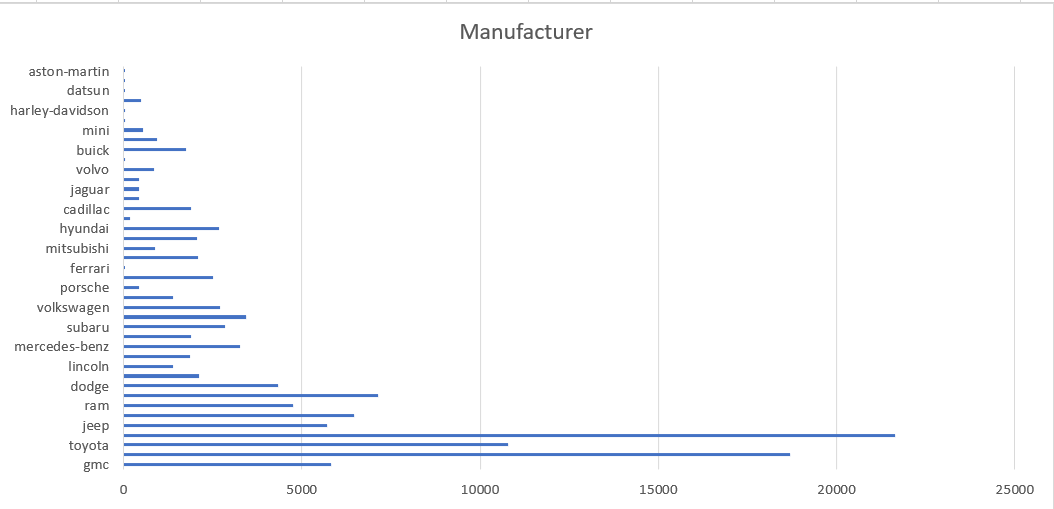 Manufacturer
aston-martin
datsun
harley-davidson
mini
buick
volvo
jaguar
cadillac
hyundai
mitsubishi
ferrari
porsche
volkswagen
subaru
mercedes-benz
lincoln
dodge
ram
jeep
toyota
gmc
0 5000 10000 15000 20000 25000